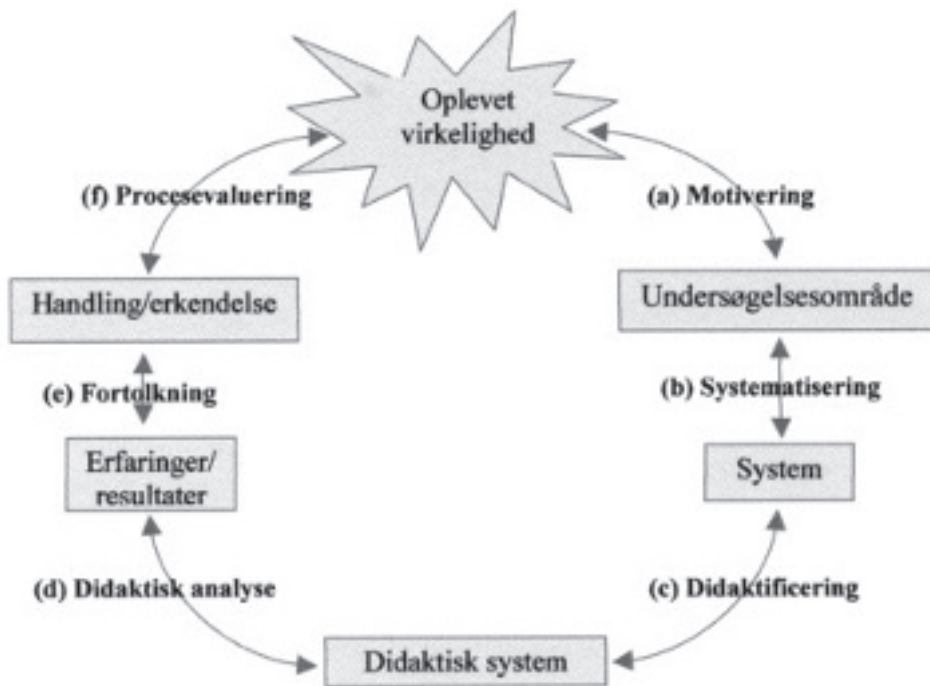 Oplevet
virkelighed
(f) Procesevaluering
(a) Motivering
Handling/erkendelse
Undersøgelsesområde
(e) Fortolkning
(b) Systematisering
Erfaringer/
resultater
System
(d) Didaktisk analyse
(c) Didaktificering
Didaktisk system